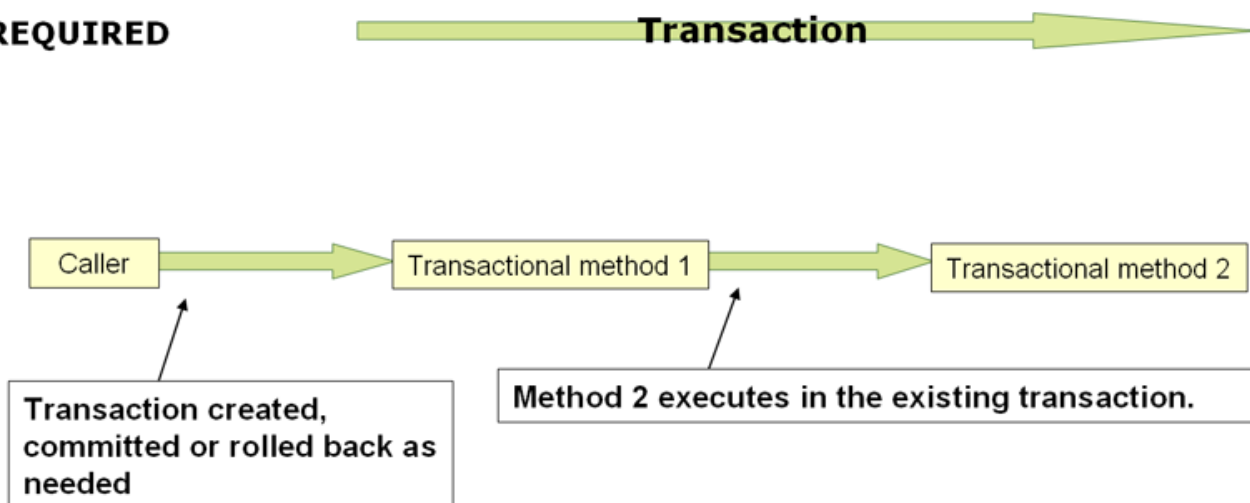 REQUIRED
Transaction
Caller
Transactional method 1
Transactional method 2
Transaction created,
committed or rolled back as
needed
Method 2 executes in the existing transaction.